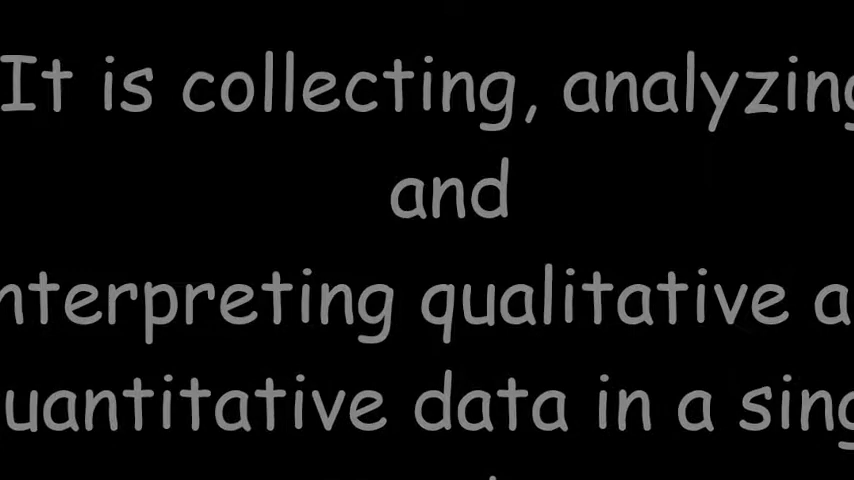 It is collecting, analyzing
and
nterpreting qualitative a
uantitative data in a sing